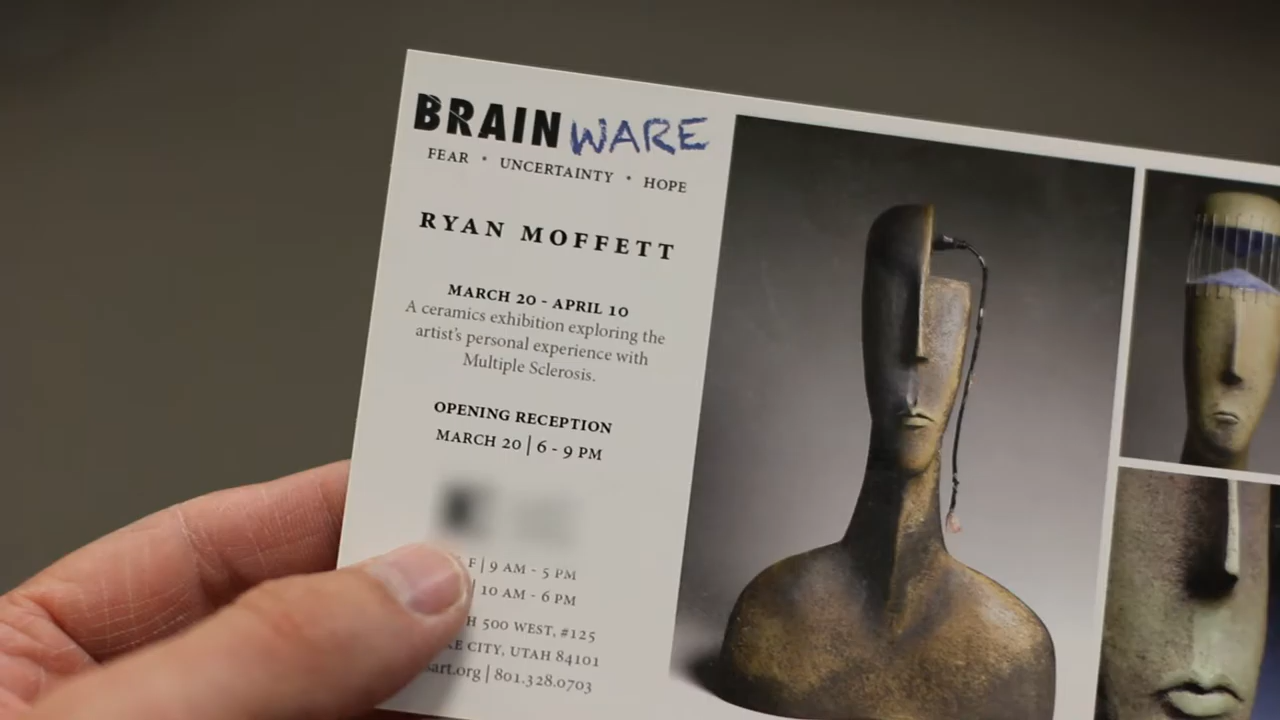 BRAINWARE
FEAR • UNCERTAINTY • HOPE
RYAN MOFFETT
MARCH 20 - APRIL 10
A ceramics exhibition exploring the
artist's personal experience with
Multiple Sclerosis.
OPENING RECEPTION
MARCH 20 | 6 - 9 PM
F | 9 AM - 5 PM
| 10 AM - 6 PM
500 WEST, #125
CITY, UTAH 84101
| 801.328.0703